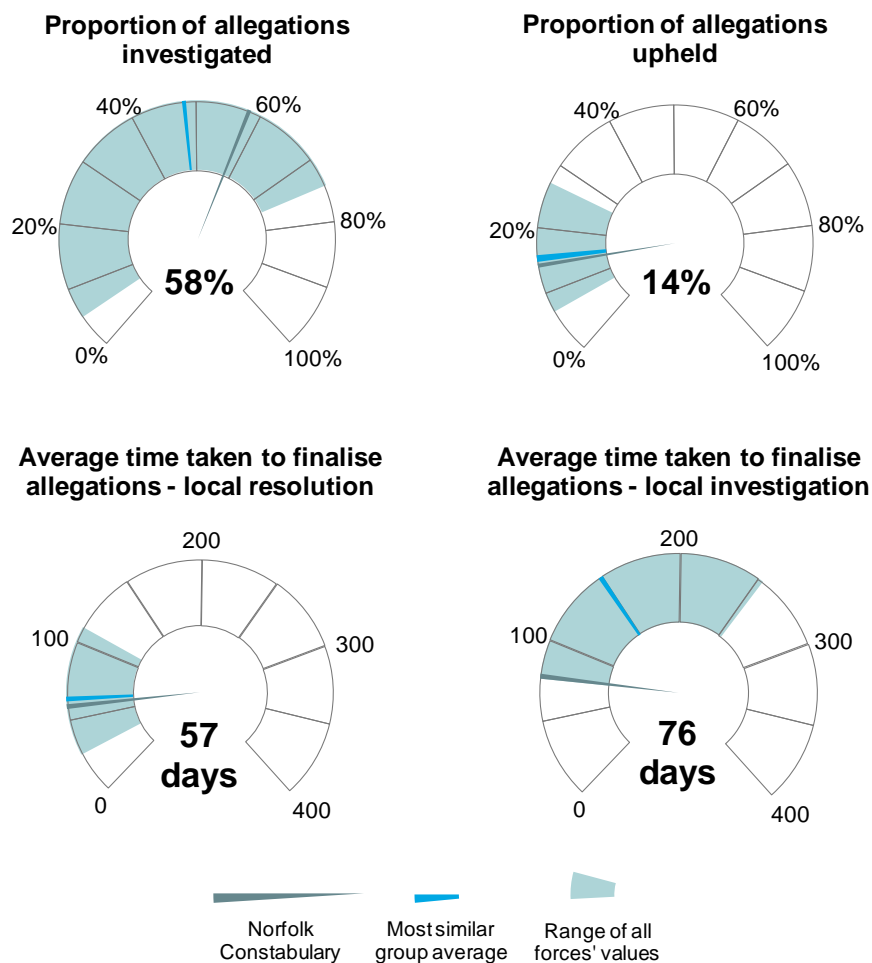 Proportion of allegations
investigated
40%
60%
20%
80%
58%
0%
100%
Proportion of allegations
upheld
40%
60%
20%
80%
14%
0%
100%
Average time taken to finalise
allegations - local resolution
200
100
300
57
days
0
400
Average time taken to finalise
allegations - local investigation
200
100
300
76
days
0
400
Norfolk
Constabulary
Most similar
group average
Range of all
forces' values